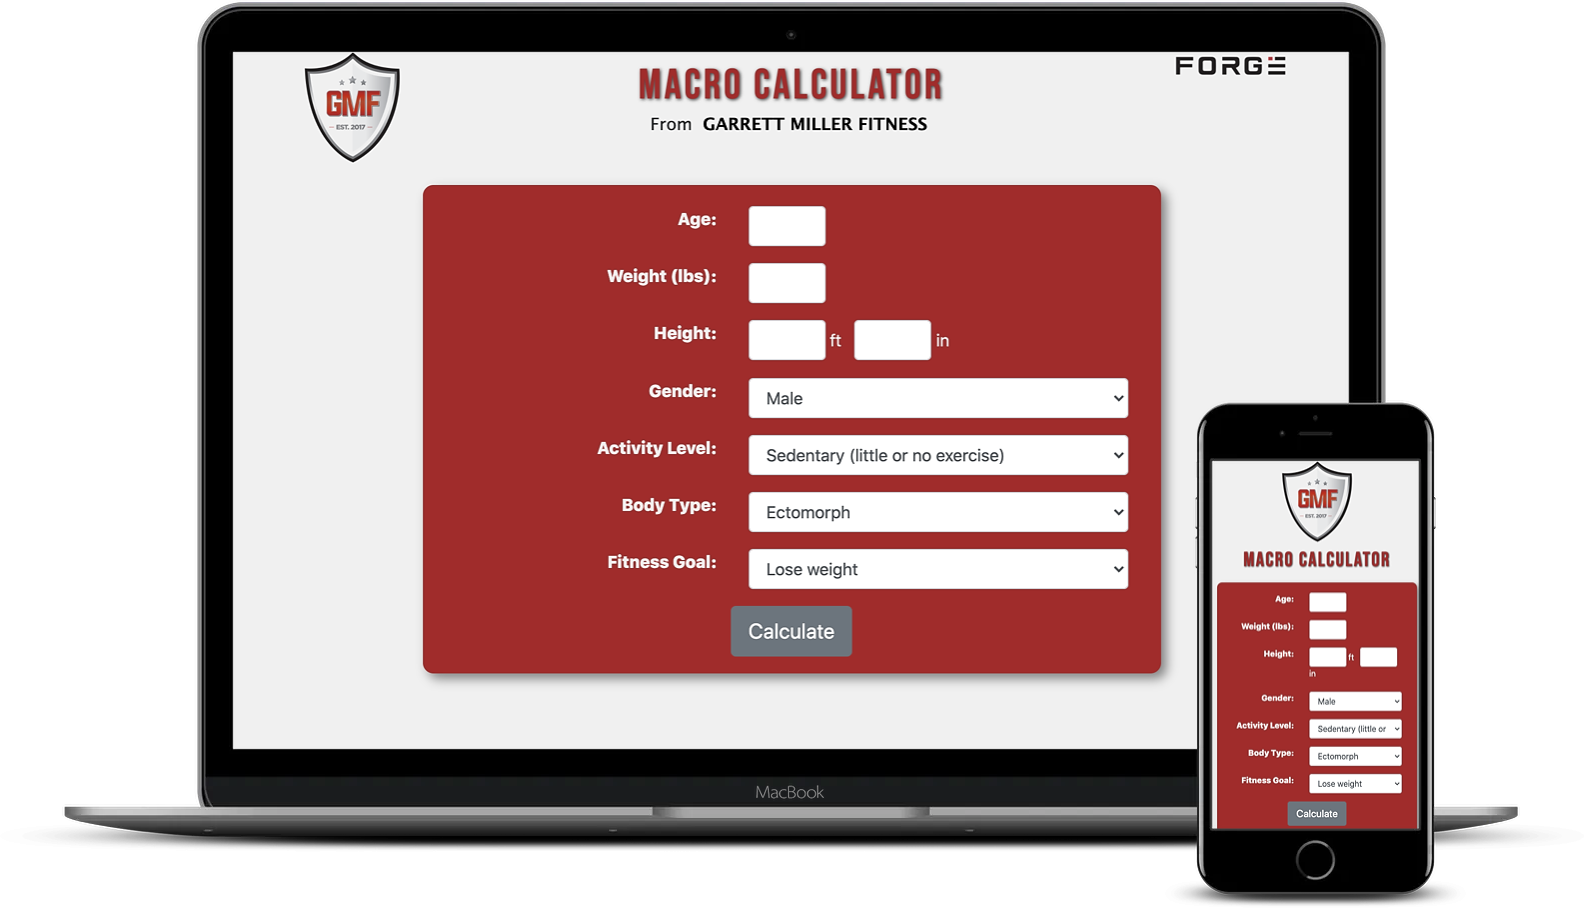 GMF
EST. 2017
MACRO CALCULATOR
From GARRETT MILLER FITNESS
FORGE
Age:
Weight (lbs):
Height: ft in
Gender: Male
Activity Level: Sedentary (little or no exercise)
Body Type: Ectomorph
Fitness Goal: Lose weight
Calculate
MacBook
GMF
EST. 2017
MACRO CALCULATOR
Age:
Weight (lbs):
Height: ft
in
Gender: Male
Activity Level: Sedentary (little or
Body Type: Ectomorph
Fitness Goal: Lose weight
Calculate